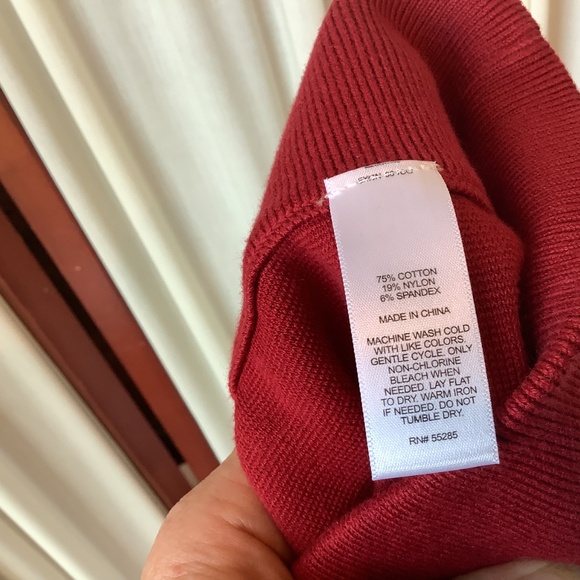 75% COTTON
19% NYLON
6% SPANDEX
MADE IN CHINA
MACHINE WASH COLD
WITH LIKE COLORS.
GENTLE CYCLE. ONLY
NON-CHLORINE
BLEACH WHEN
NEEDED. LAY FLAT
TO DRY. WARM IRON
IF NEEDED. DO NOT
TUMBLE DRY.
RN# 55285